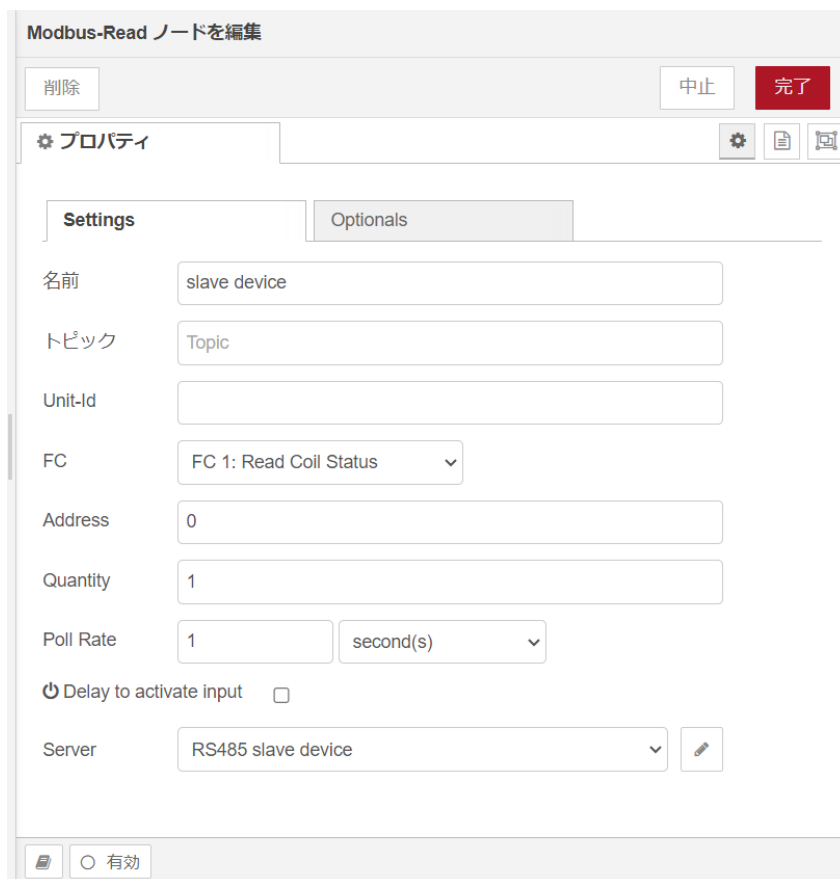 Modbus-Read ノードを編集
削除 中止 完了
プロパティ
Settings Optionals
名前 slave device
トピック Topic
Unit-Id
FC FC 1: Read Coil Status
Address 0
Quantity 1
Poll Rate 1 second(s)
Delay to activate input
Server RS485 slave device
有効